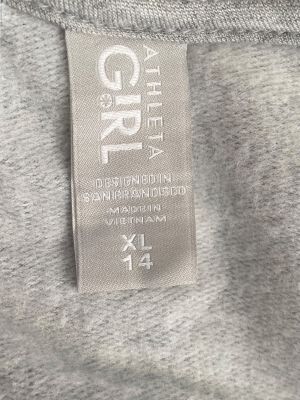 ATHLETA
GIRL
DESIGNED IN
SAN FRANCISCO
MADE IN
VIETNAM
XL
14